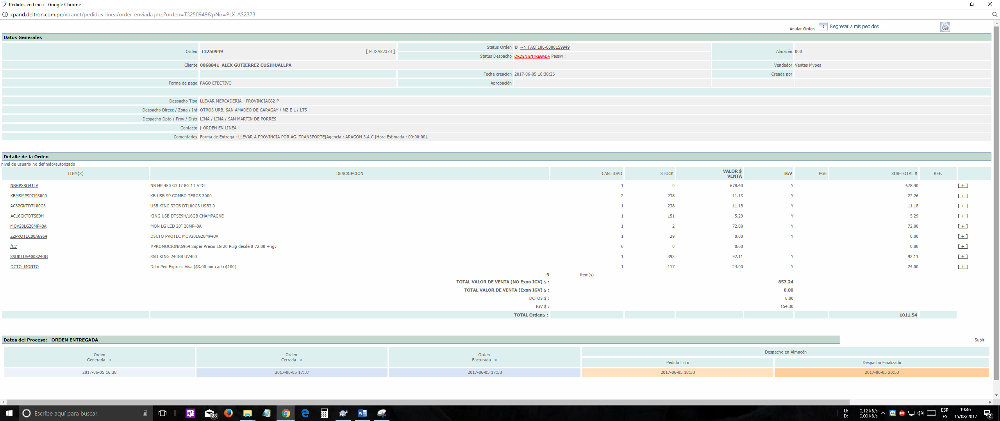 Pedidos en Linea - Google Chrome
xpand.deltron.com.pe/xtranet/pedidos_linea/order_enviada.php?orden=T3250949&pNo=PLX-AS2373
Anular Orden Regresar a mis pedidos
Datos Generales
Orden T3250949 [ PLX-AS2373 ] Status Orden U --> FACF106-0000159949 Almacén 000
Status Despacho ORDEN ENTREGADA Passw :
Cliente 0068841 ALEX GUTIERREZ CUSIHUALLPA Vendedor Ventas Mypes
Fecha creacion 2017-06-05 16:38:26 Creada por
Forma de pago PAGO EFECTIVO Aprobación
Despacho Tipo LLEVAR MERCADERIA - PROVINCIAC82-P
Despacho Direcc / Zona / Int OTROS URB. SAN AMADEO DE GARAGAY / MZ E L / LT5
Despacho Dpto / Prov / Distr LIMA / LIMA / SAN MARTIN DE PORRES
Contacto [ ORDEN EN LINEA ]
Comentarios Forma de Entrega : LLEVAR A PROVINCIA POR AG. TRANSPORTE|Agencia : ARAGON S.A.C.|Hora Estimada : 00:00:00|.
Detalle de la Orden
nivel de usuario no definido/autorizado
ITEM(S) DESCRIPCION CANTIDAD STOCK VALOR $ VENTA IGV PGE SUB-TOTAL $ REF.
NBHPX8Q41LA NB HP 450 G3 I7 8G 1T V2G 1 0 678.40 Y 678.40 [ + ]
KBMSMPSPCM3000 KB USB SP COMBO TEROS 3000 2 238 11.13 Y 22.26 [ + ]
AC32GKTDT100G3 USB KING 32GB DT100G3 USB3.0 1 238 11.18 Y 11.18 [ + ]
AC16GKTDTSE9H KING USB DTSE9H/16GB CHAMPAGNE 1 151 5.29 Y 5.29 [ + ]
MOV20LG20MP48A MON LG LED 20" 20MP48A 1 2 72.00 Y 72.00 [ + ]
ZZPROTEC00A6964 DSCTO PROTEC MOV20LG20MP48A 1 29 0.00 Y 0.00 [ + ]
/C7 #PROMOCIONA6964 Super Precio LG 20 Pulg desde $ 72.00 + igv 0 0 0.00 0.00 [ + ]
SSDKTUV400S240G SSD KING 240GB UV400 1 393 92.11 Y 92.11 [ + ]
DCTO_MONTO Dcto Ped Express Visa ($3.00 por cada $100) 1 -117 -24.00 Y -24.00 [ + ]
9 item(s)
TOTAL VALOR DE VENTA (NO Exon IGV) $ : 857.24
TOTAL VALOR DE VENTA (Exon IGV) $ : 0.00
DCTOS $ : 0.00
IGV $ : 154.30
TOTAL Orden$ : 1011.54
Datos del Proceso: ORDEN ENTREGADA Subir
Orden Generada -> Orden Cerrada -> Orden Facturada -> Despacho en Almacén
Pedido Listo Despacho Finalizado
2017-06-05 16:38 2017-06-05 17:37 2017-06-05 17:38 2017-06-05 18:38 2017-06-05 20:53
Escribe aquí para buscar 28 U: 0,12 kB/s ESP 19:46
D: 0,00 kB/s ES 15/08/2017 2